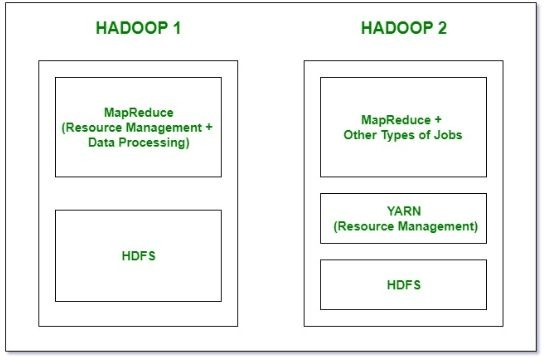 HADOOP 1
MapReduce
(Resource Management +
Data Processing)
HDFS
HADOOP 2
MapReduce +
Other Types of Jobs
YARN
(Resource Management)
HDFS